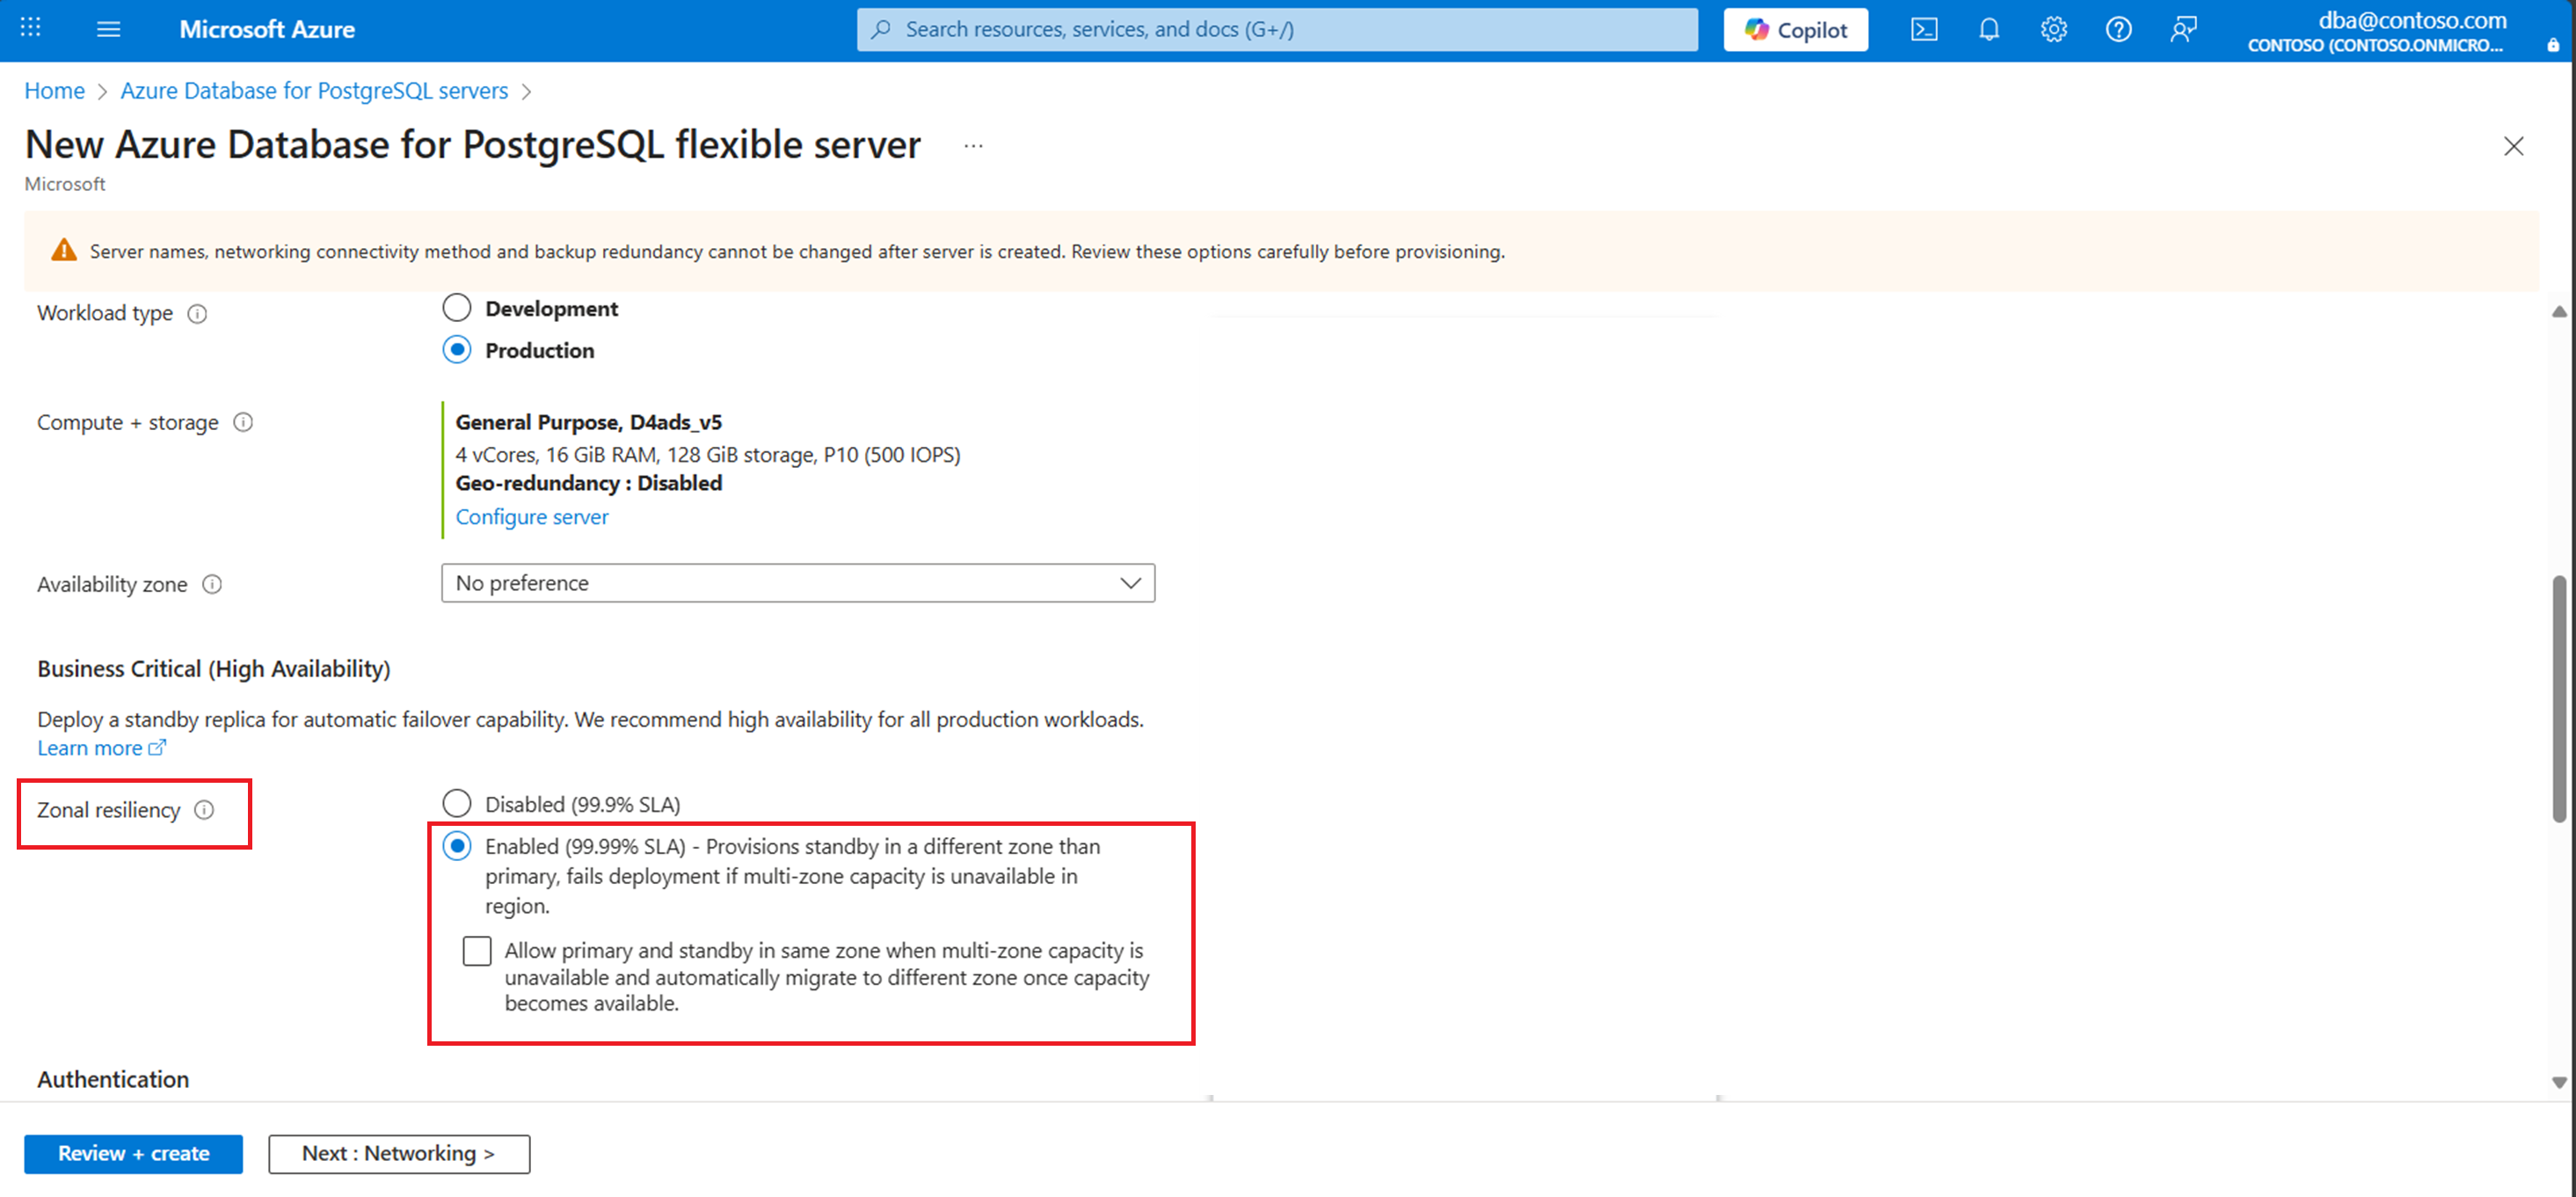 Microsoft Azure
Search resources, services, and docs (G+/)
Copilot
dba@contoso.com
CONTOSO (CONTOSO.ONMICRO...
Home > Azure Database for PostgreSQL servers >
New Azure Database for PostgreSQL flexible server ...
Microsoft
Server names, networking connectivity method and backup redundancy cannot be changed after server is created. Review these options carefully before provisioning.
Workload type
Development
Production
Compute + storage
General Purpose, D4ads_v5
4 vCores, 16 GiB RAM, 128 GiB storage, P10 (500 IOPS)
Geo-redundancy : Disabled
Configure server
Availability zone
No preference
Business Critical (High Availability)
Deploy a standby replica for automatic failover capability. We recommend high availability for all production workloads.
Learn more
Zonal resiliency
Disabled (99.9% SLA)
Enabled (99.99% SLA) - Provisions standby in a different zone than
primary, fails deployment if multi-zone capacity is unavailable in
region.
Allow primary and standby in same zone when multi-zone capacity is
unavailable and automatically migrate to different zone once capacity
becomes available.
Authentication
Review + create
Next : Networking >